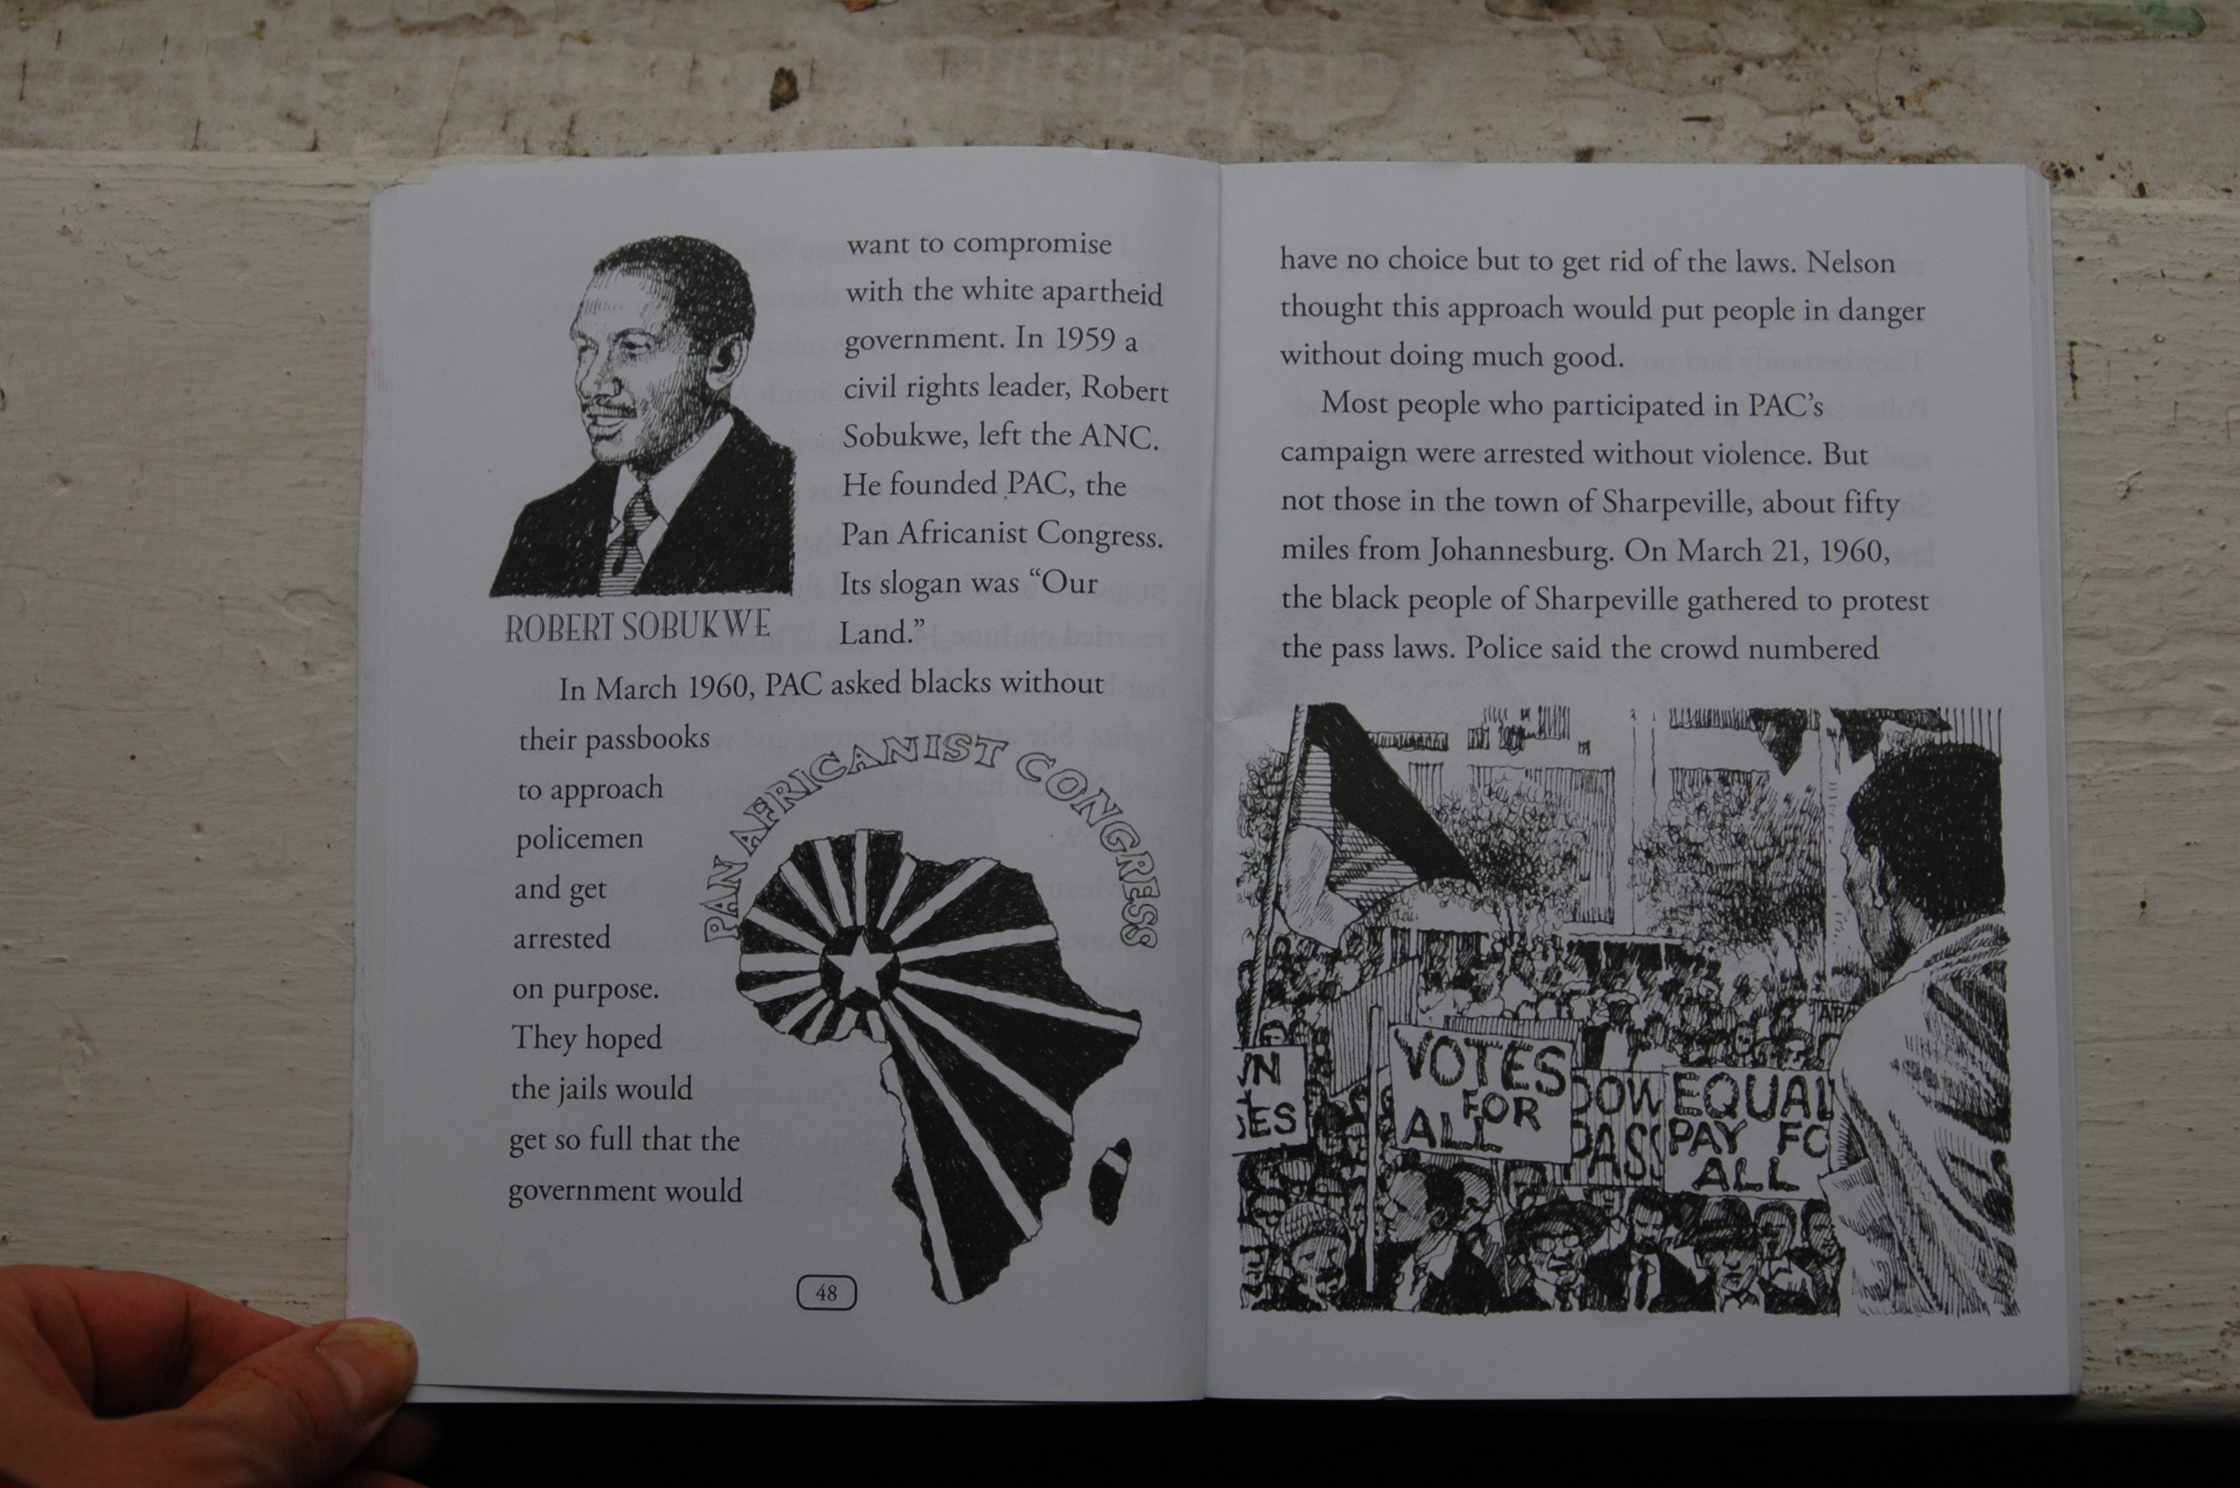 want to compromise
with the white apartheid
government. In 1959 a
civil rights leader, Robert
Sobukwe, left the ANC.
He founded PAC, the
Pan Africanist Congress.
Its slogan was “Our
Land.”
ROBERT SOBUKWE
In March 1960, PAC asked blacks without
their passbooks
to approach
policemen
and get
arrested
on purpose.
They hoped
the jails would
get so full that the
government would
PAN AFRICANIST CONGRESS
48
have no choice but to get rid of the laws. Nelson
thought this approach would put people in danger
without doing much good.
Most people who participated in PAC’s
campaign were arrested without violence. But
not those in the town of Sharpeville, about fifty
miles from Johannesburg. On March 21, 1960,
the black people of Sharpeville gathered to protest
the pass laws. Police said the crowd numbered
VOTES
FOR
ALL
DOW
PASS
EQUAL
PAY FO
ALL